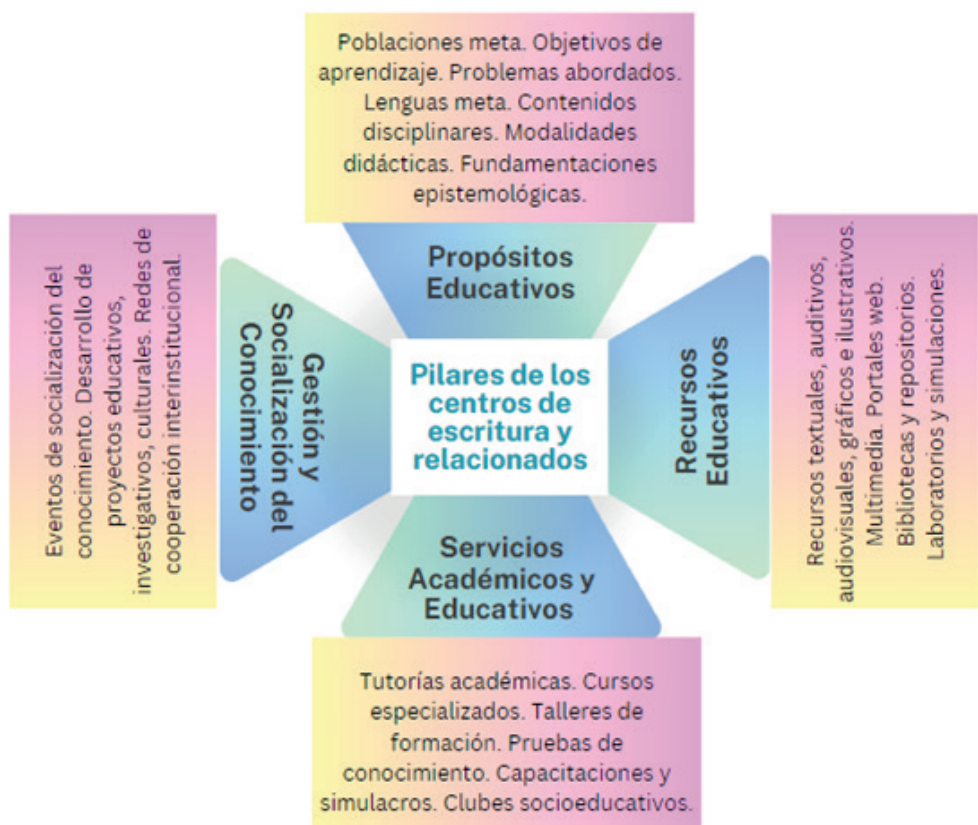 Poblaciones meta. Objetivos de
aprendizaje. Problemas abordados.
Lenguas meta. Contenidos
disciplinares. Modalidades
didácticas. Fundamentaciones
epistemológicas.
Propósitos
Educativos
Eventos de socialización del
conocimiento. Desarrollo de
proyectos educativos,
investigativos, culturales. Redes de
cooperación interinstitucional.
Gestión y
Socialización del
Conocimiento
Pilares de los
centros de
escritura y
relacionados
Recursos
Educativos
Recursos textuales, auditivos,
audiovisuales, gráficos e ilustrativos.
Multimedia. Portales web.
Bibliotecas y repositorios.
Laboratorios y simulaciones.
Servicios
Académicos y
Educativos
Tutorías académicas. Cursos
especializados. Talleres de
formación. Pruebas de
conocimiento. Capacitaciones y
simulacros. Clubes socioeducativos.